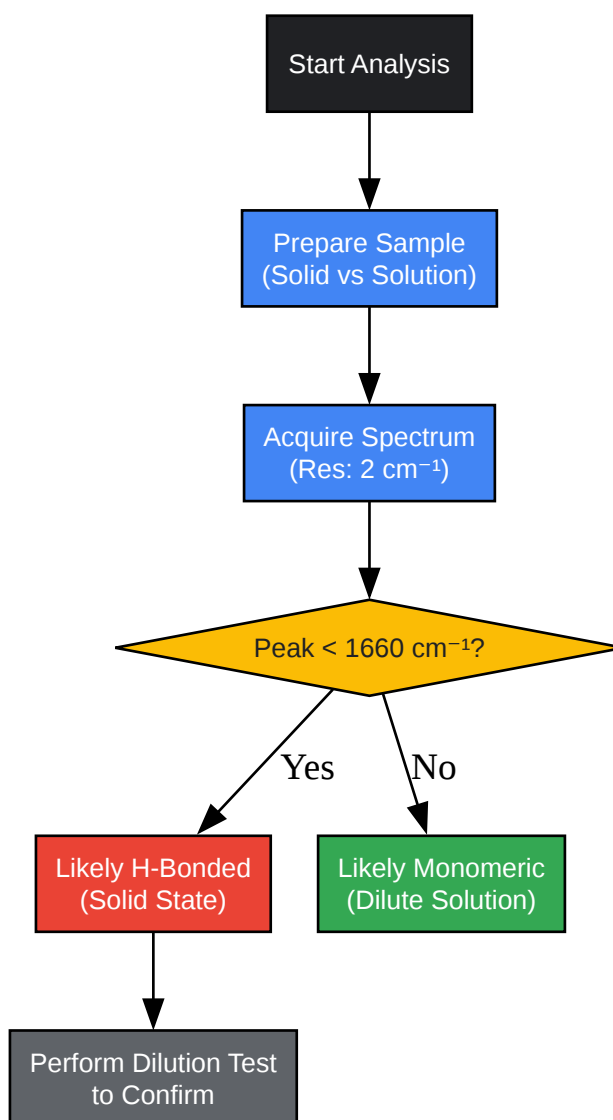 Start Analysis
Prepare Sample
(Solid vs Solution)
Acquire Spectrum
(Res: 2 cm⁻¹)
Peak < 1660 cm⁻¹?
Yes
No
Likely H-Bonded
(Solid State)
Likely Monomeric
(Dilute Solution)
Perform Dilution Test
to Confirm